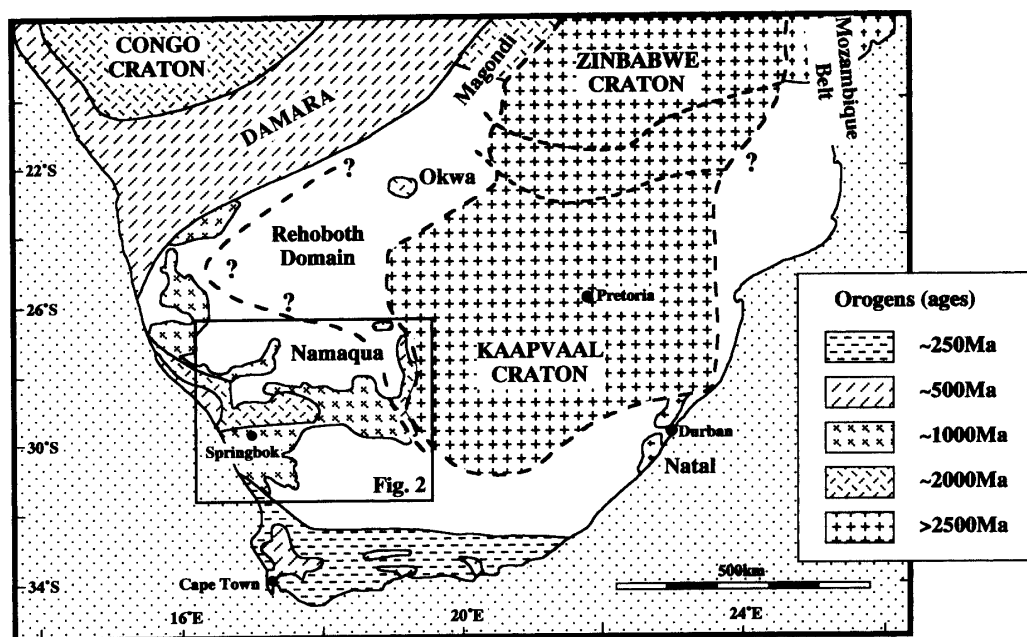 CONGO
CRATON
DAMARA
Magondi
ZINBABWE
CRATON
Mozambique
Belt
?
?
22°S
Okwa
Rehoboth
Domain
?
?
Pretoria
26°S
Namaqua
KAAPVAAL
CRATON
Springbok
30°S
Durban
Natal
Fig. 2
34°S
Cape Town
500km
16°E
20°E
24°E
Orogens (ages)
~250Ma
~500Ma
~1000Ma
~2000Ma
>2500Ma